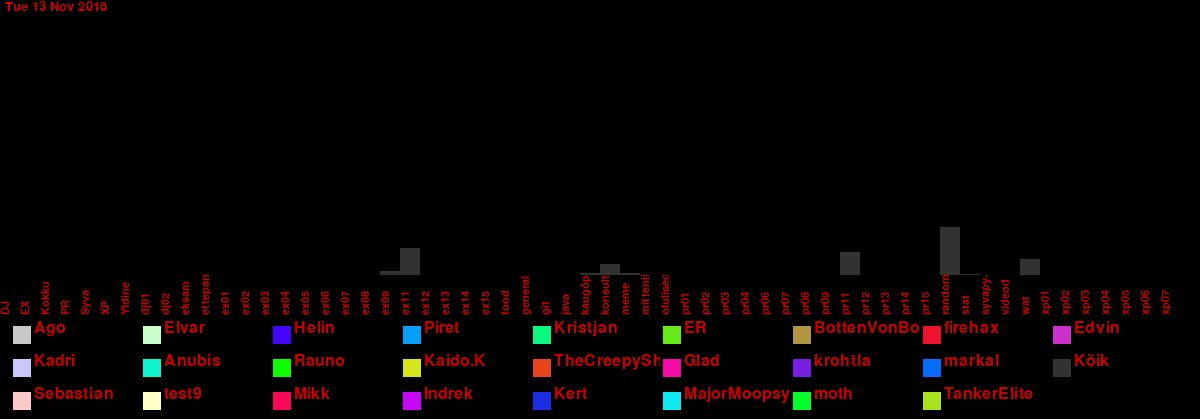 Tue 13 Nov 2018
DJ EX Kokku PR Syva XP Yldine dji01 dji02 eksam ettepan ex01 ex02 ex03 ex04 ex05 ex06 ex07 ex08 ex09 ex11 ex12 ex13 ex14 ex15 food general git java kaugõp konsult meme mittenii olulised pr01 pr02 pr03 pr04 pr06 pr07 pr08 pr09 pr11 pr12 pr13 pr14 pr15 random stat syvapy- videod wat xp01 xp02 xp03 xp04 xp05 xp06 xp07
Ago Elvar Helin Piret Kristjan ER BottenVonBo firehax Edvin
Kadri Anubis Rauno Kaido.K TheCreepySh Glad krohtla markal Kõik
Sebastian test9 Mikk Indrek Kert MajorMoopsy moth TankerElite